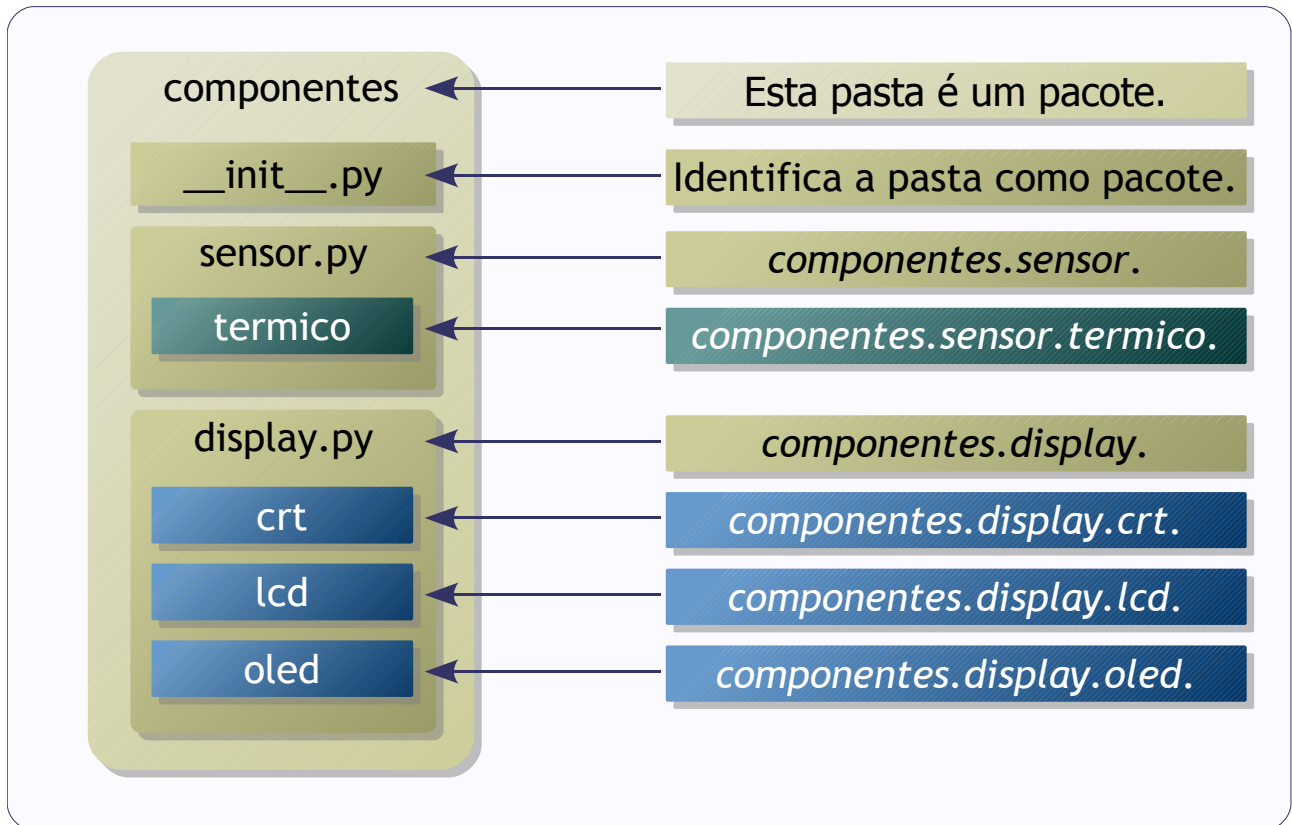 componentes
Esta pasta é um pacote.
__init__.py
Identifica a pasta como pacote.
sensor.py
componentes.sensor.
termico
componentes.sensor.termico.
display.py
componentes.display.
crt
componentes.display.crt.
lcd
componentes.display.lcd.
oled
componentes.display.oled.